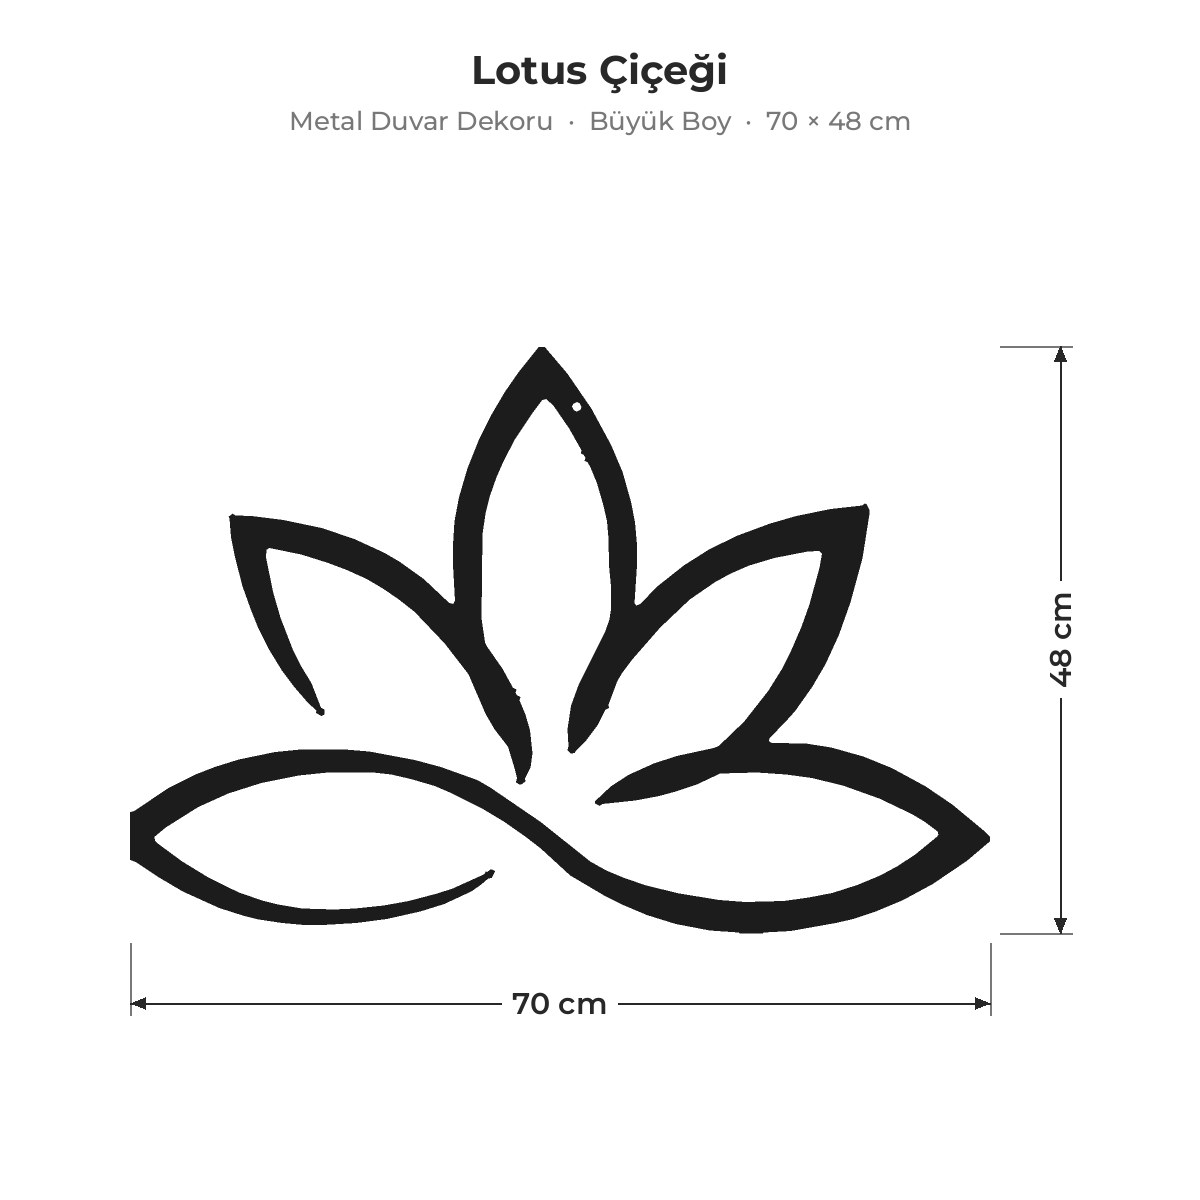 Lotus Çiçeği
Metal Duvar Dekoru · Büyük Boy · 70 × 48 cm
48 cm
70 cm